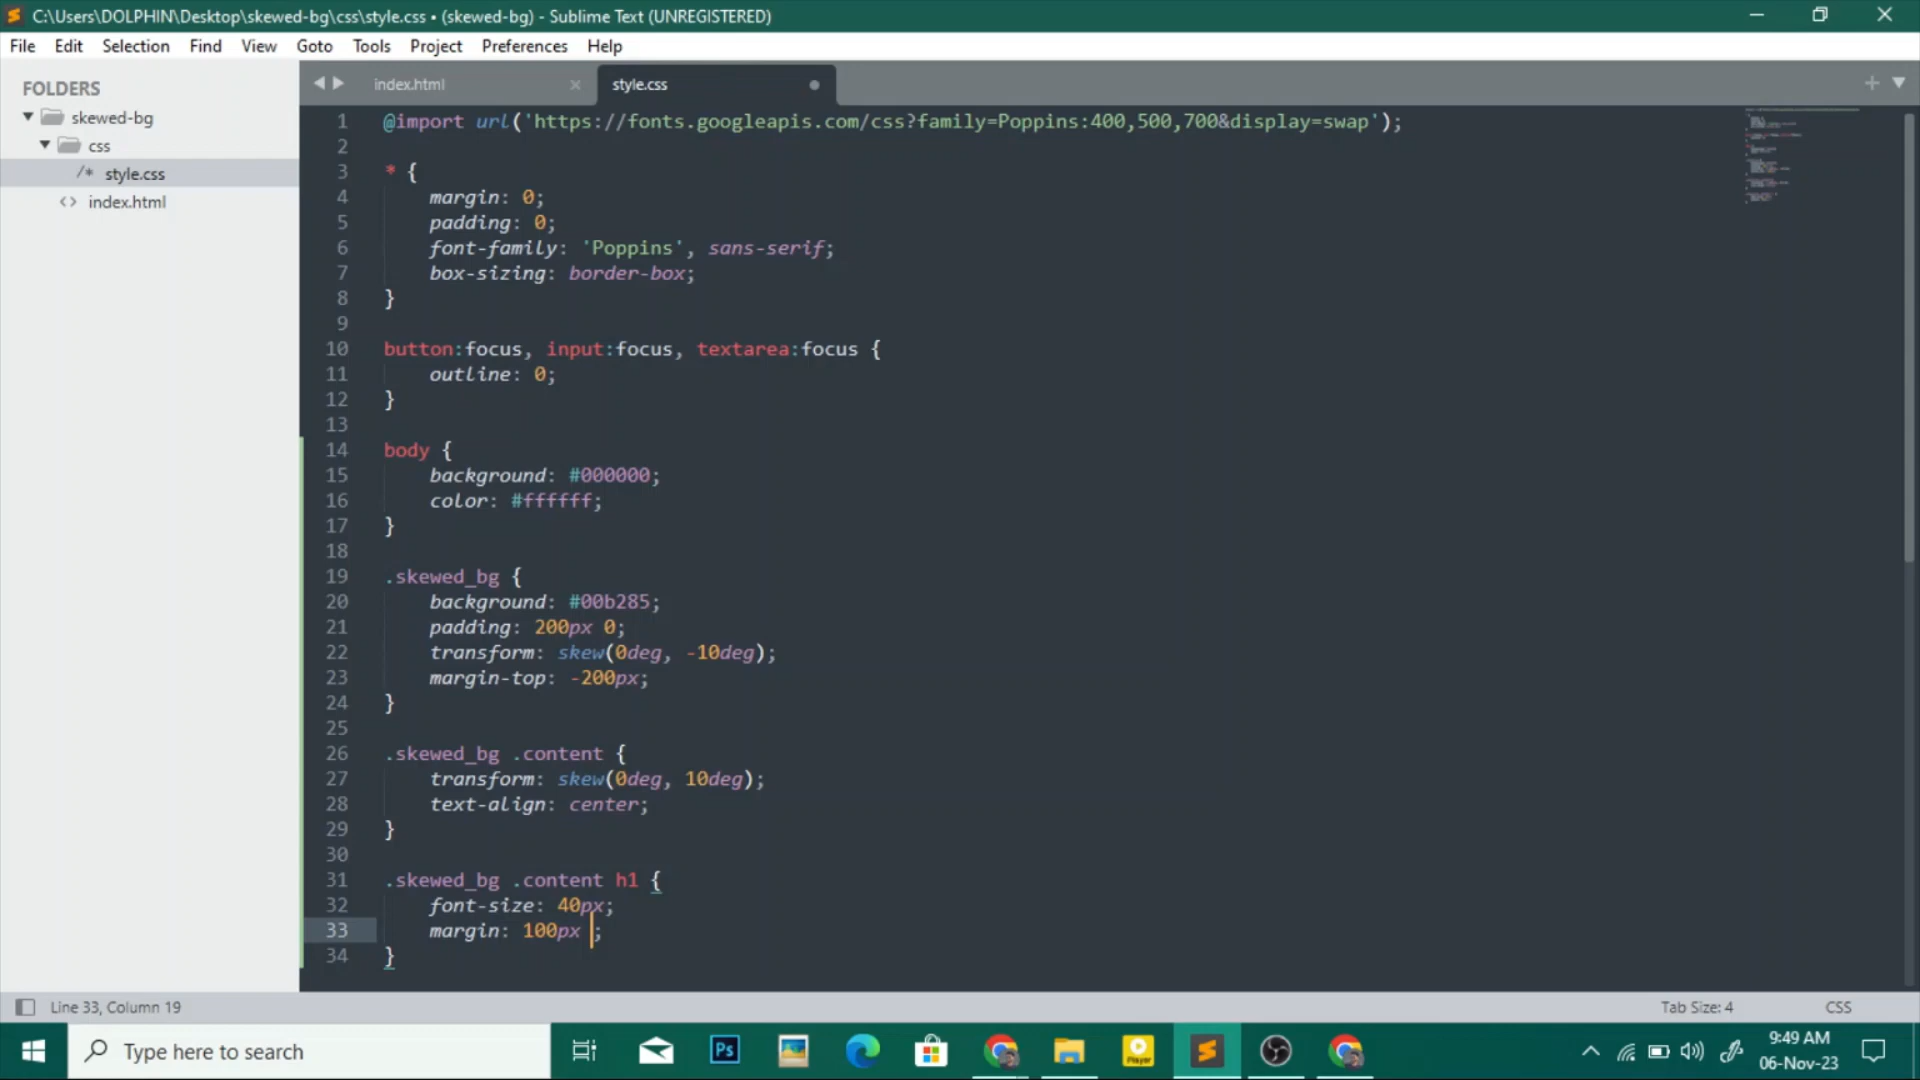 C:\Users\DOLPHIN\Desktop\skewed-bg\css\style.css • (skewed-bg) - Sublime Text (UNREGISTERED)
File Edit Selection Find View Goto Tools Project Preferences Help
FOLDERS
skewed-bg
css
/* style.css
<> index.html
index.html × style.css
1 @import url('https://fonts.googleapis.com/css?family=Poppins:400,500,700&display=swap');
2
3 * {
4 margin: 0;
5 padding: 0;
6 font-family: 'Poppins', sans-serif;
7 box-sizing: border-box;
8 }
9
10 button:focus, input:focus, textarea:focus {
11 outline: 0;
12 }
13
14 body {
15 background: #000000;
16 color: #ffffff;
17 }
18
19 .skewed_bg {
20 background: #00b285;
21 padding: 200px 0;
22 transform: skew(0deg, -10deg);
23 margin-top: -200px;
24 }
25
26 .skewed_bg .content {
27 transform: skew(0deg, 10deg);
28 text-align: center;
29 }
30
31 .skewed_bg .content h1 {
32 font-size: 40px;
33 margin: 100px ;
34 }
Line 33, Column 19
Tab Size: 4
CSS
Type here to search
Ps
Player
9:49 AM
06-Nov-23